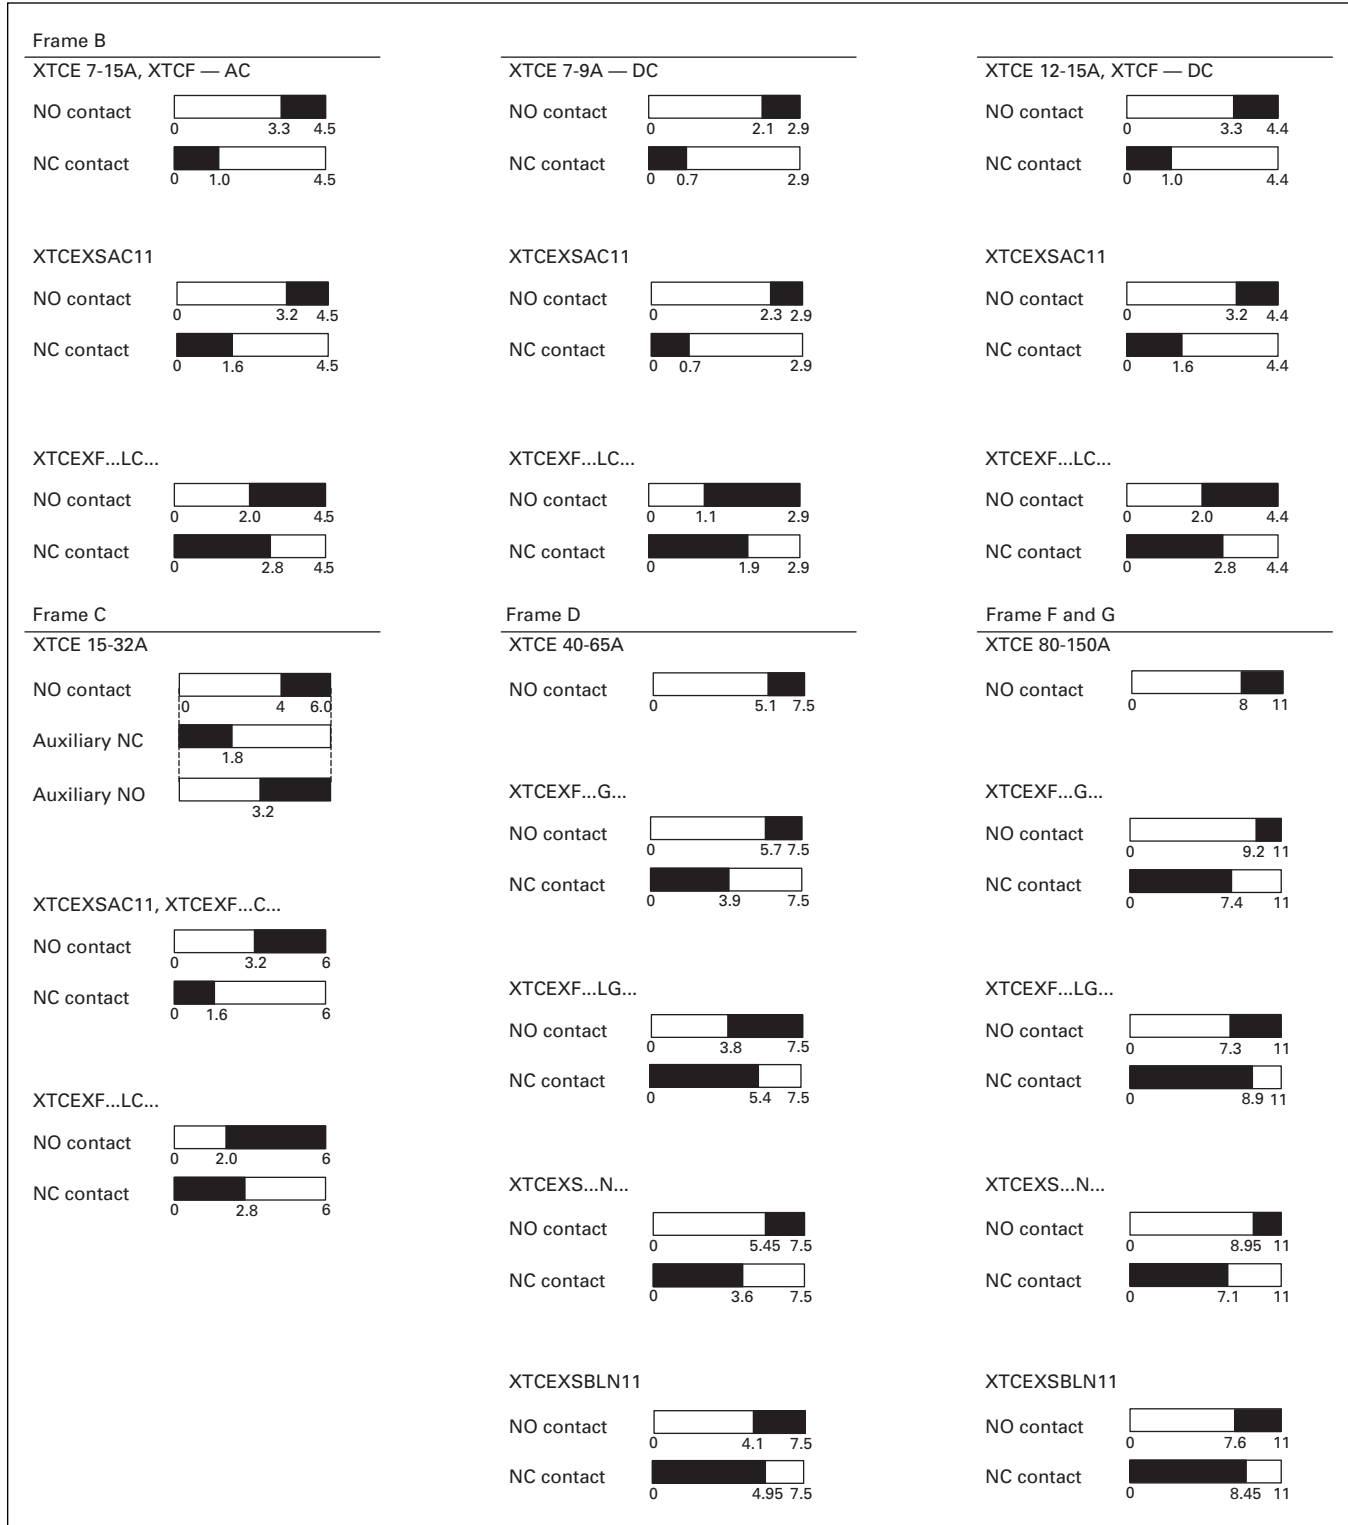 Frame B
XTCE 7-15A, XTCF — AC
NO contact
0 3.3 4.5
NC contact
0 1.0 4.5
XTCEXSAC11
NO contact
0 3.2 4.5
NC contact
0 1.6 4.5
XTCEXF...LC...
NO contact
0 2.0 4.5
NC contact
0 2.8 4.5
XTCE 7-9A — DC
NO contact
0 2.1 2.9
NC contact
0 0.7 2.9
XTCEXSAC11
NO contact
0 2.3 2.9
NC contact
0 0.7 2.9
XTCEXF...LC...
NO contact
0 1.1 2.9
NC contact
0 1.9 2.9
XTCE 12-15A, XTCF — DC
NO contact
0 3.3 4.4
NC contact
0 1.0 4.4
XTCEXSAC11
NO contact
0 3.2 4.4
NC contact
0 1.6 4.4
XTCEXF...LC...
NO contact
0 2.0 4.4
NC contact
0 2.8 4.4
Frame C
XTCE 15-32A
NO contact
0 4 6.0
Auxiliary NC
1.8
Auxiliary NO
3.2
XTCEXSAC11, XTCEXF...C...
NO contact
0 3.2 6
NC contact
0 1.6 6
XTCEXF...LC...
NO contact
0 2.0 6
NC contact
0 2.8 6
Frame D
XTCE 40-65A
NO contact
0 5.1 7.5
XTCEXF...G...
NO contact
0 5.7 7.5
NC contact
0 3.9 7.5
XTCEXF...LG...
NO contact
0 3.8 7.5
NC contact
0 5.4 7.5
XTCEXS...N...
NO contact
0 5.45 7.5
NC contact
0 3.6 7.5
XTCEXSBLN11
NO contact
0 4.1 7.5
NC contact
0 4.95 7.5
Frame F and G
XTCE 80-150A
NO contact
0 8 11
XTCEXF...G...
NO contact
0 9.2 11
NC contact
0 7.4 11
XTCEXF...LG...
NO contact
0 7.3 11
NC contact
0 8.9 11
XTCEXS...N...
NO contact
0 8.95 11
NC contact
0 7.1 11
XTCEXSBLN11
NO contact
0 7.6 11
NC contact
0 8.45 11